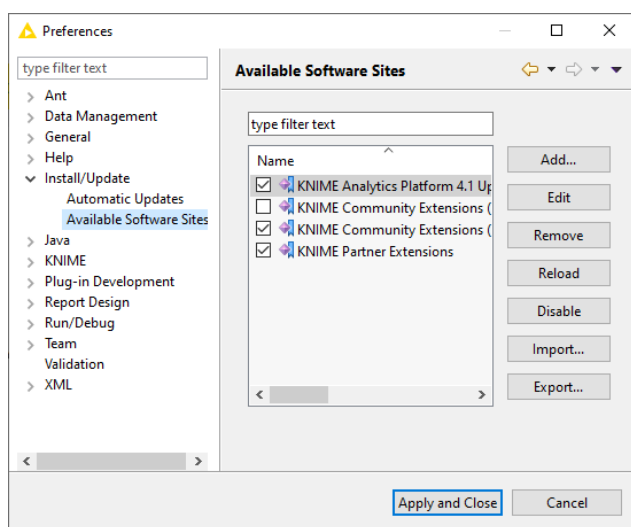 Preferences
type filter text
Ant
Data Management
General
Help
Install/Update
Automatic Updates
Available Software Sites
Java
KNIME
Plug-in Development
Report Design
Run/Debug
Team
Validation
XML
Available Software Sites
type filter text
Name
KNIME Analytics Platform 4.1 Up
KNIME Community Extensions (
KNIME Community Extensions (
KNIME Partner Extensions
Add...
Edit
Remove
Reload
Disable
Import...
Export...
Apply and Close
Cancel